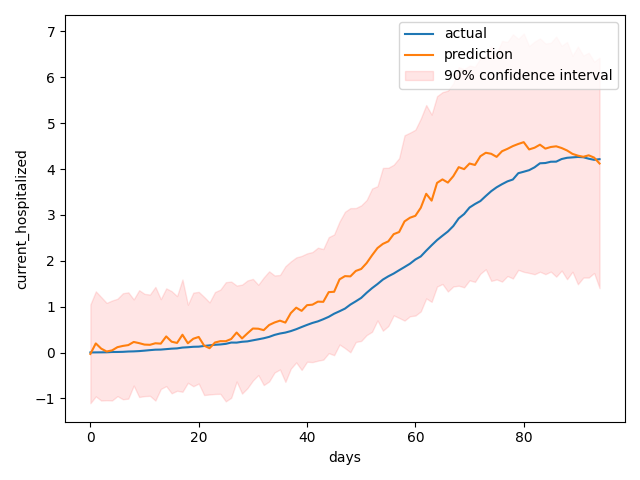 actual
prediction
90% confidence interval
7
6
5
4
3
2
1
0
−1
current_hospitalized
0
20
40
60
80
days